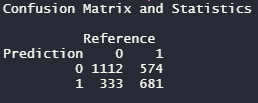 Confusion Matrix and Statistics
Reference
Prediction 0 1
0 1112 574
1 333 681